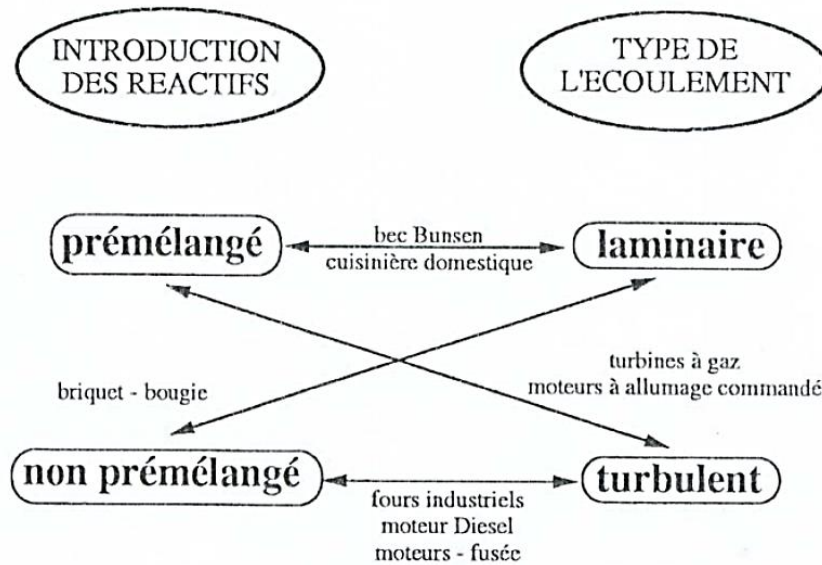 INTRODUCTION
DES REACTIFS
TYPE DE
L'ECOULEMENT
prémélangé
bec Bunsen
cuisinière domestique
laminaire
briquet - bougie
turbines à gaz
moteurs à allumage commandé
non prémélangé
fours industriels
moteur Diesel
moteurs - fusée
turbulent